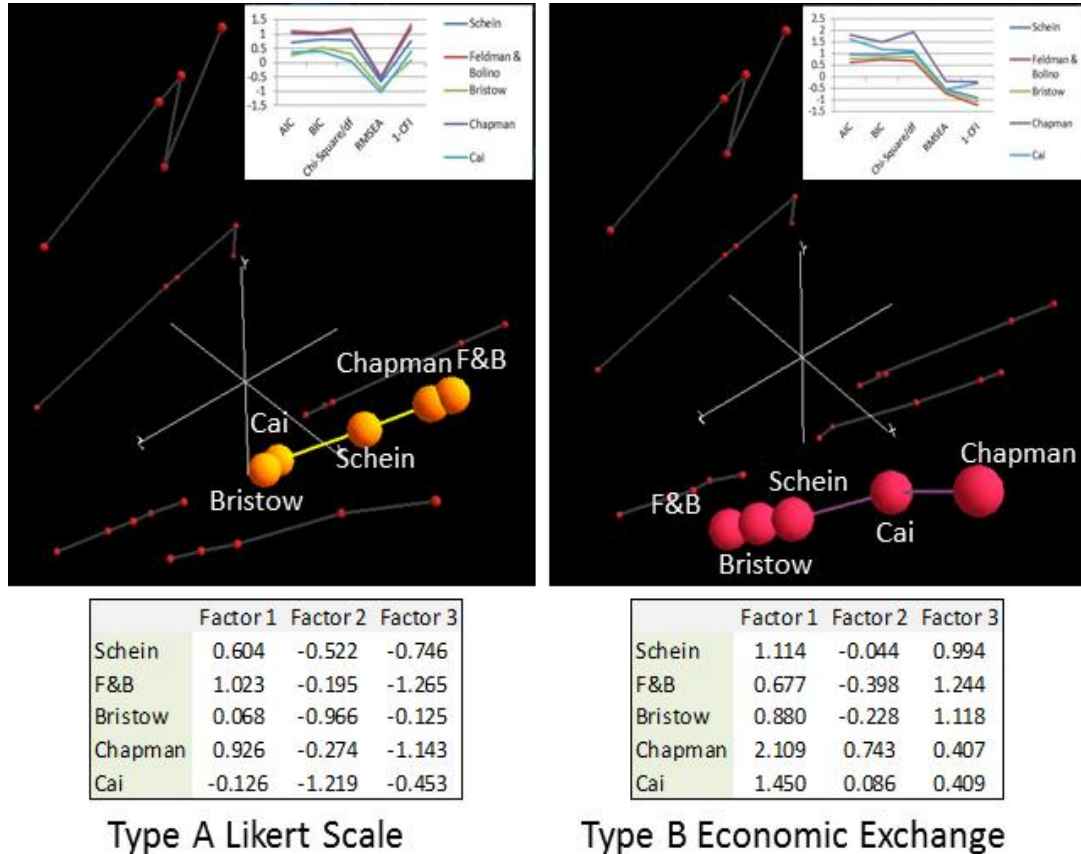 1.5
1
0.5
0
-0.5
-1
-1.5
AIC
BIC
Chi-Square/df
RMSEA
1-CFI
Schein
Feldman &
Bolino
Bristow
Chapman
Cai
Y
Z
Chapman
F&B
Cai
Schein
Bristow
2.5
2
1.5
1
0.5
0
-0.5
-1
-1.5
AIC
BIC
Chi-Square/df
RMSEA
1-CFI
Schein
Feldman &
Bolino
Bristow
Chapman
Cai
Y
Z
X
Chapman
Schein
F&B
Cai
Bristow
Factor 1 Factor 2 Factor 3
Schein 0.604 -0.522 -0.746
F&B 1.023 -0.195 -1.265
Bristow 0.068 -0.966 -0.125
Chapman 0.926 -0.274 -1.143
Cai -0.126 -1.219 -0.453
Type A Likert Scale
Factor 1 Factor 2 Factor 3
Schein 1.114 -0.044 0.994
F&B 0.677 -0.398 1.244
Bristow 0.880 -0.228 1.118
Chapman 2.109 0.743 0.407
Cai 1.450 0.086 0.409
Type B Economic Exchange